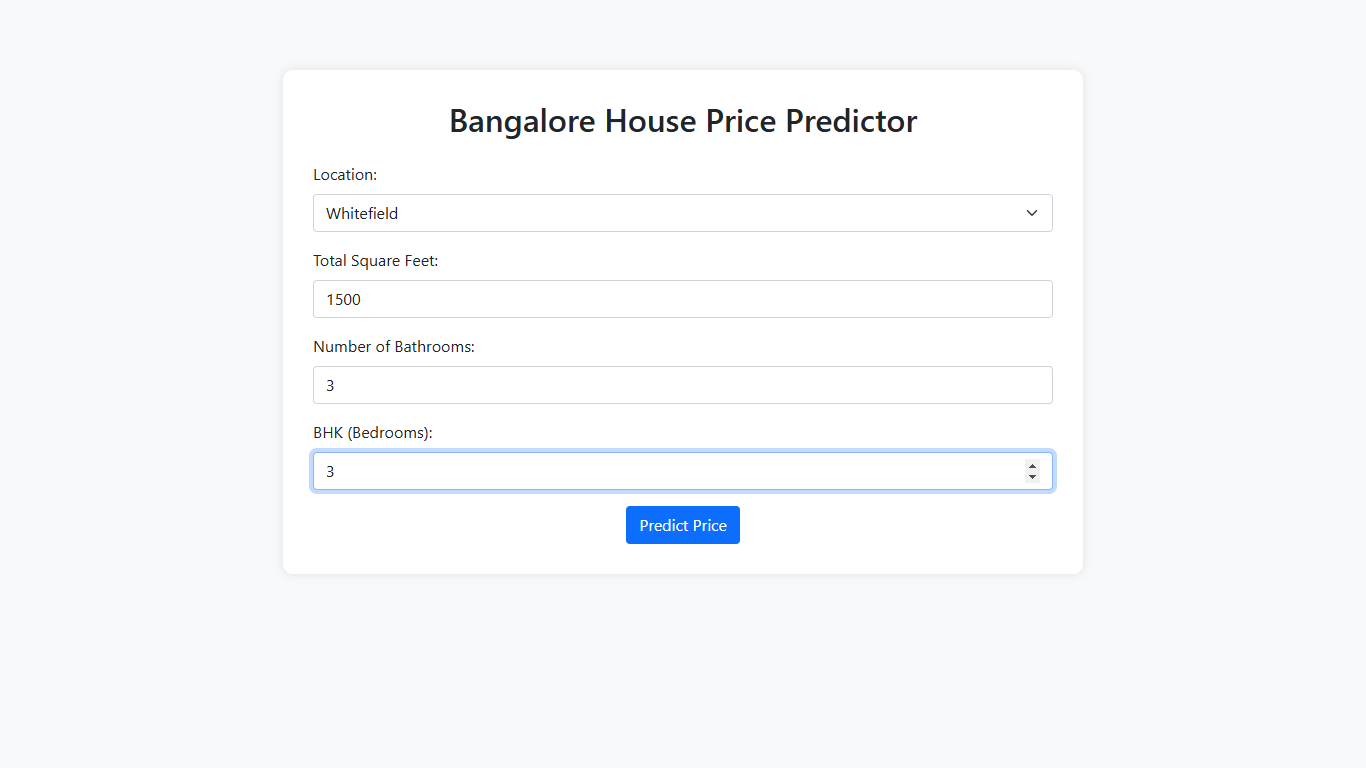 Bangalore House Price Predictor
Location:
Whitefield
Total Square Feet:
1500
Number of Bathrooms:
3
BHK (Bedrooms):
3
Predict Price